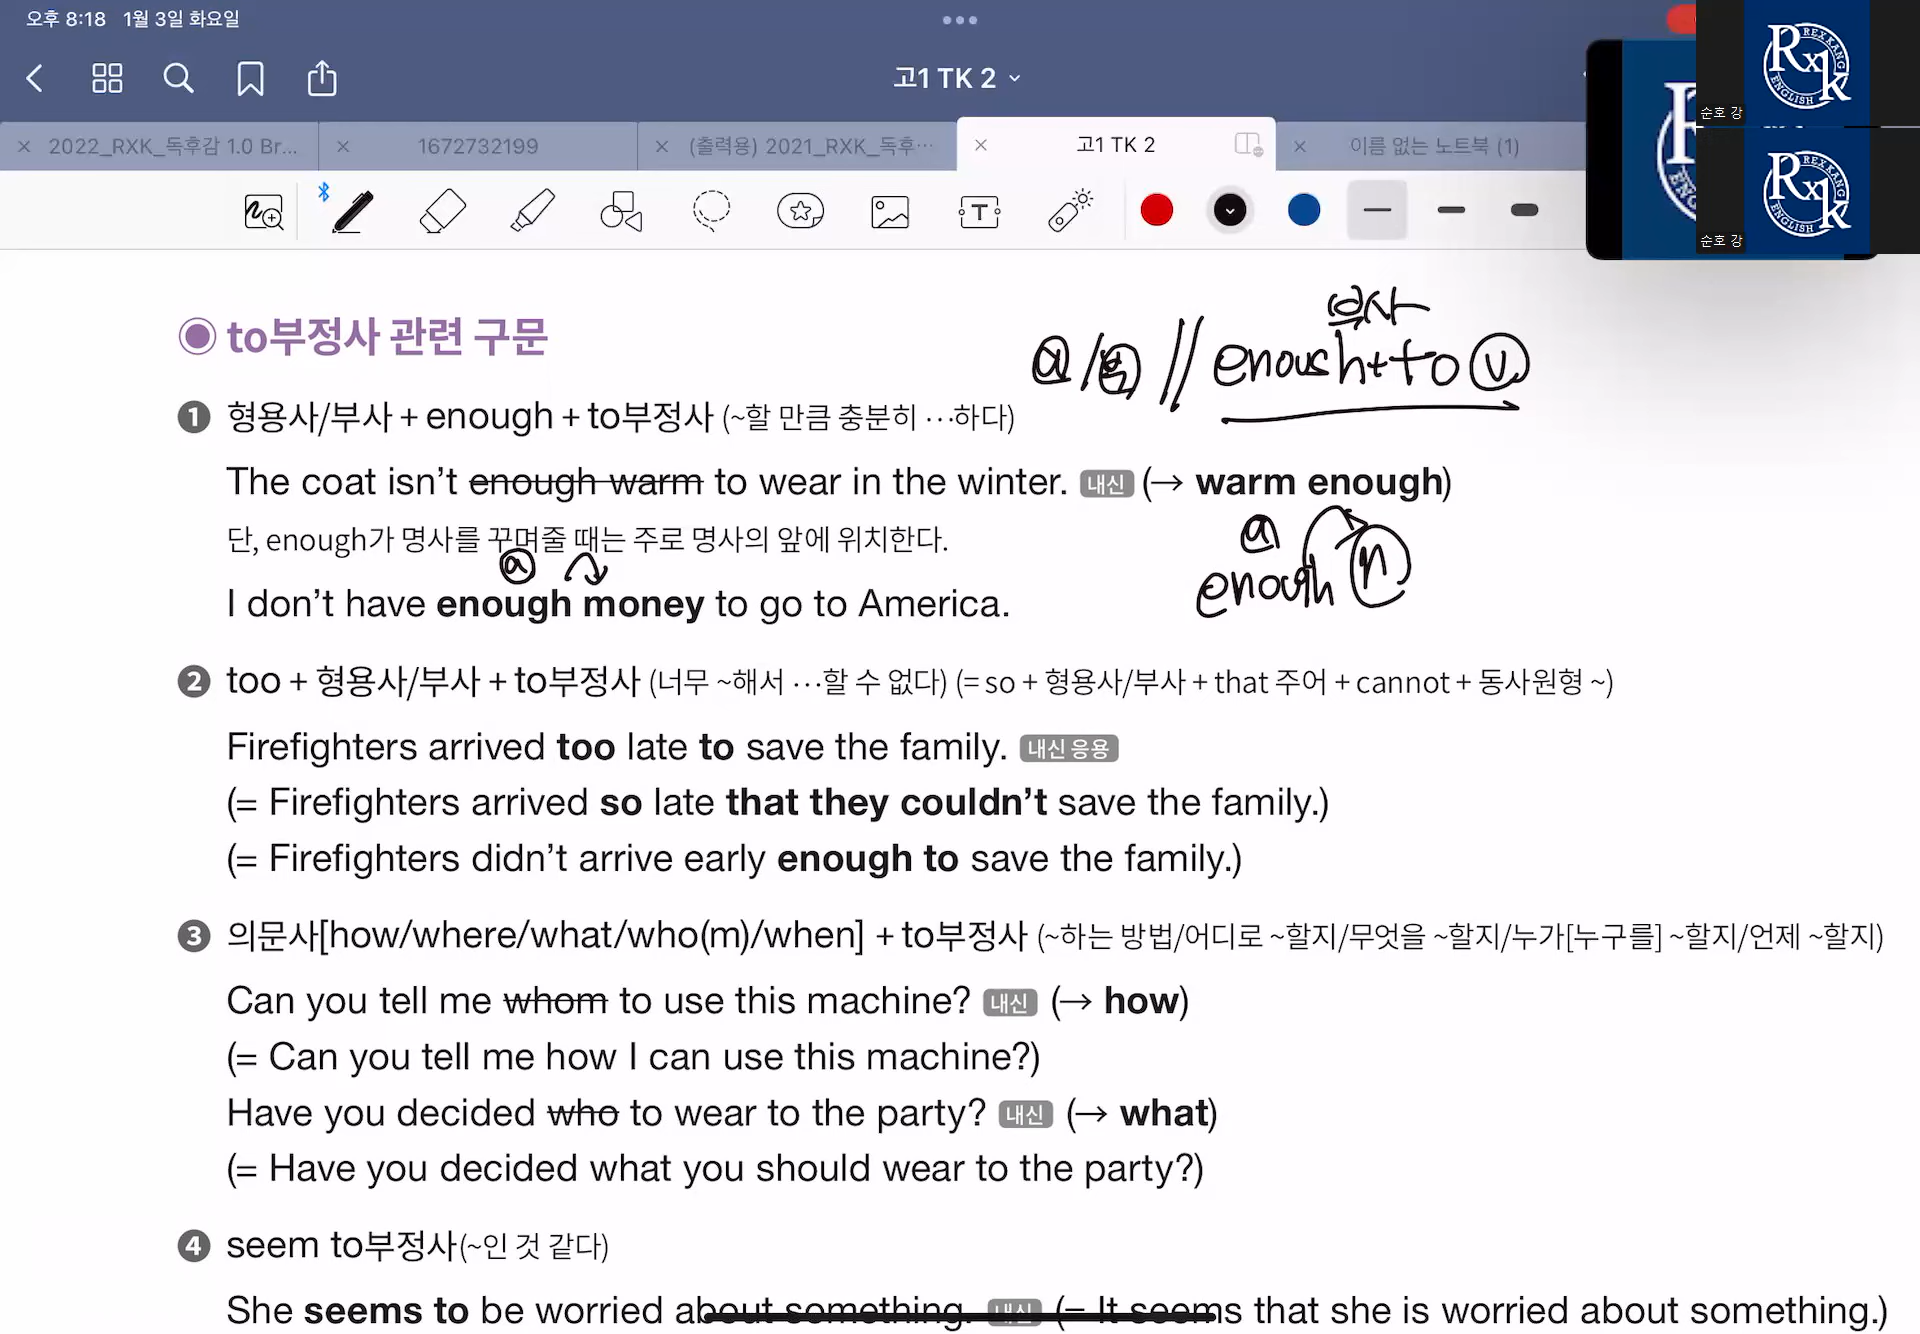 오후 8:18 1월 3일 화요일
고1 TK 2
순호 강
순호 강
2022_RXK_독후감 1.0 Br...
1672732199
(출력용) 2021_RXK_독후…
고1 TK 2
이름 없는 노트북 (1)
부사
ⓐ/부 // enough+to ⓥ
to부정사 관련 구문
1 형용사/부사 + enough + to부정사 (~할 만큼 충분히 …하다)
The coat isn’t enough warm to wear in the winter. 내신 (→ warm enough)
단, enough가 명사를 꾸며줄 때는 주로 명사의 앞에 위치한다.
ⓐ
ⓐ
enough ⓝ
I don’t have enough money to go to America.
2 too + 형용사/부사 + to부정사 (너무 ~해서 …할 수 없다) (= so + 형용사/부사 + that 주어 + cannot + 동사원형 ~)
Firefighters arrived too late to save the family. 내신 응용
(= Firefighters arrived so late that they couldn’t save the family.)
(= Firefighters didn’t arrive early enough to save the family.)
3 의문사[how/where/what/who(m)/when] + to부정사 (~하는 방법/어디로 ~할지/무엇을 ~할지/누가[누구를] ~할지/언제 ~할지)
Can you tell me whom to use this machine? 내신 (→ how)
(= Can you tell me how I can use this machine?)
Have you decided who to wear to the party? 내신 (→ what)
(= Have you decided what you should wear to the party?)
4 seem to부정사(~인 것 같다)
She seems to be worried about something. 내신 (= It seems that she is worried about something.)